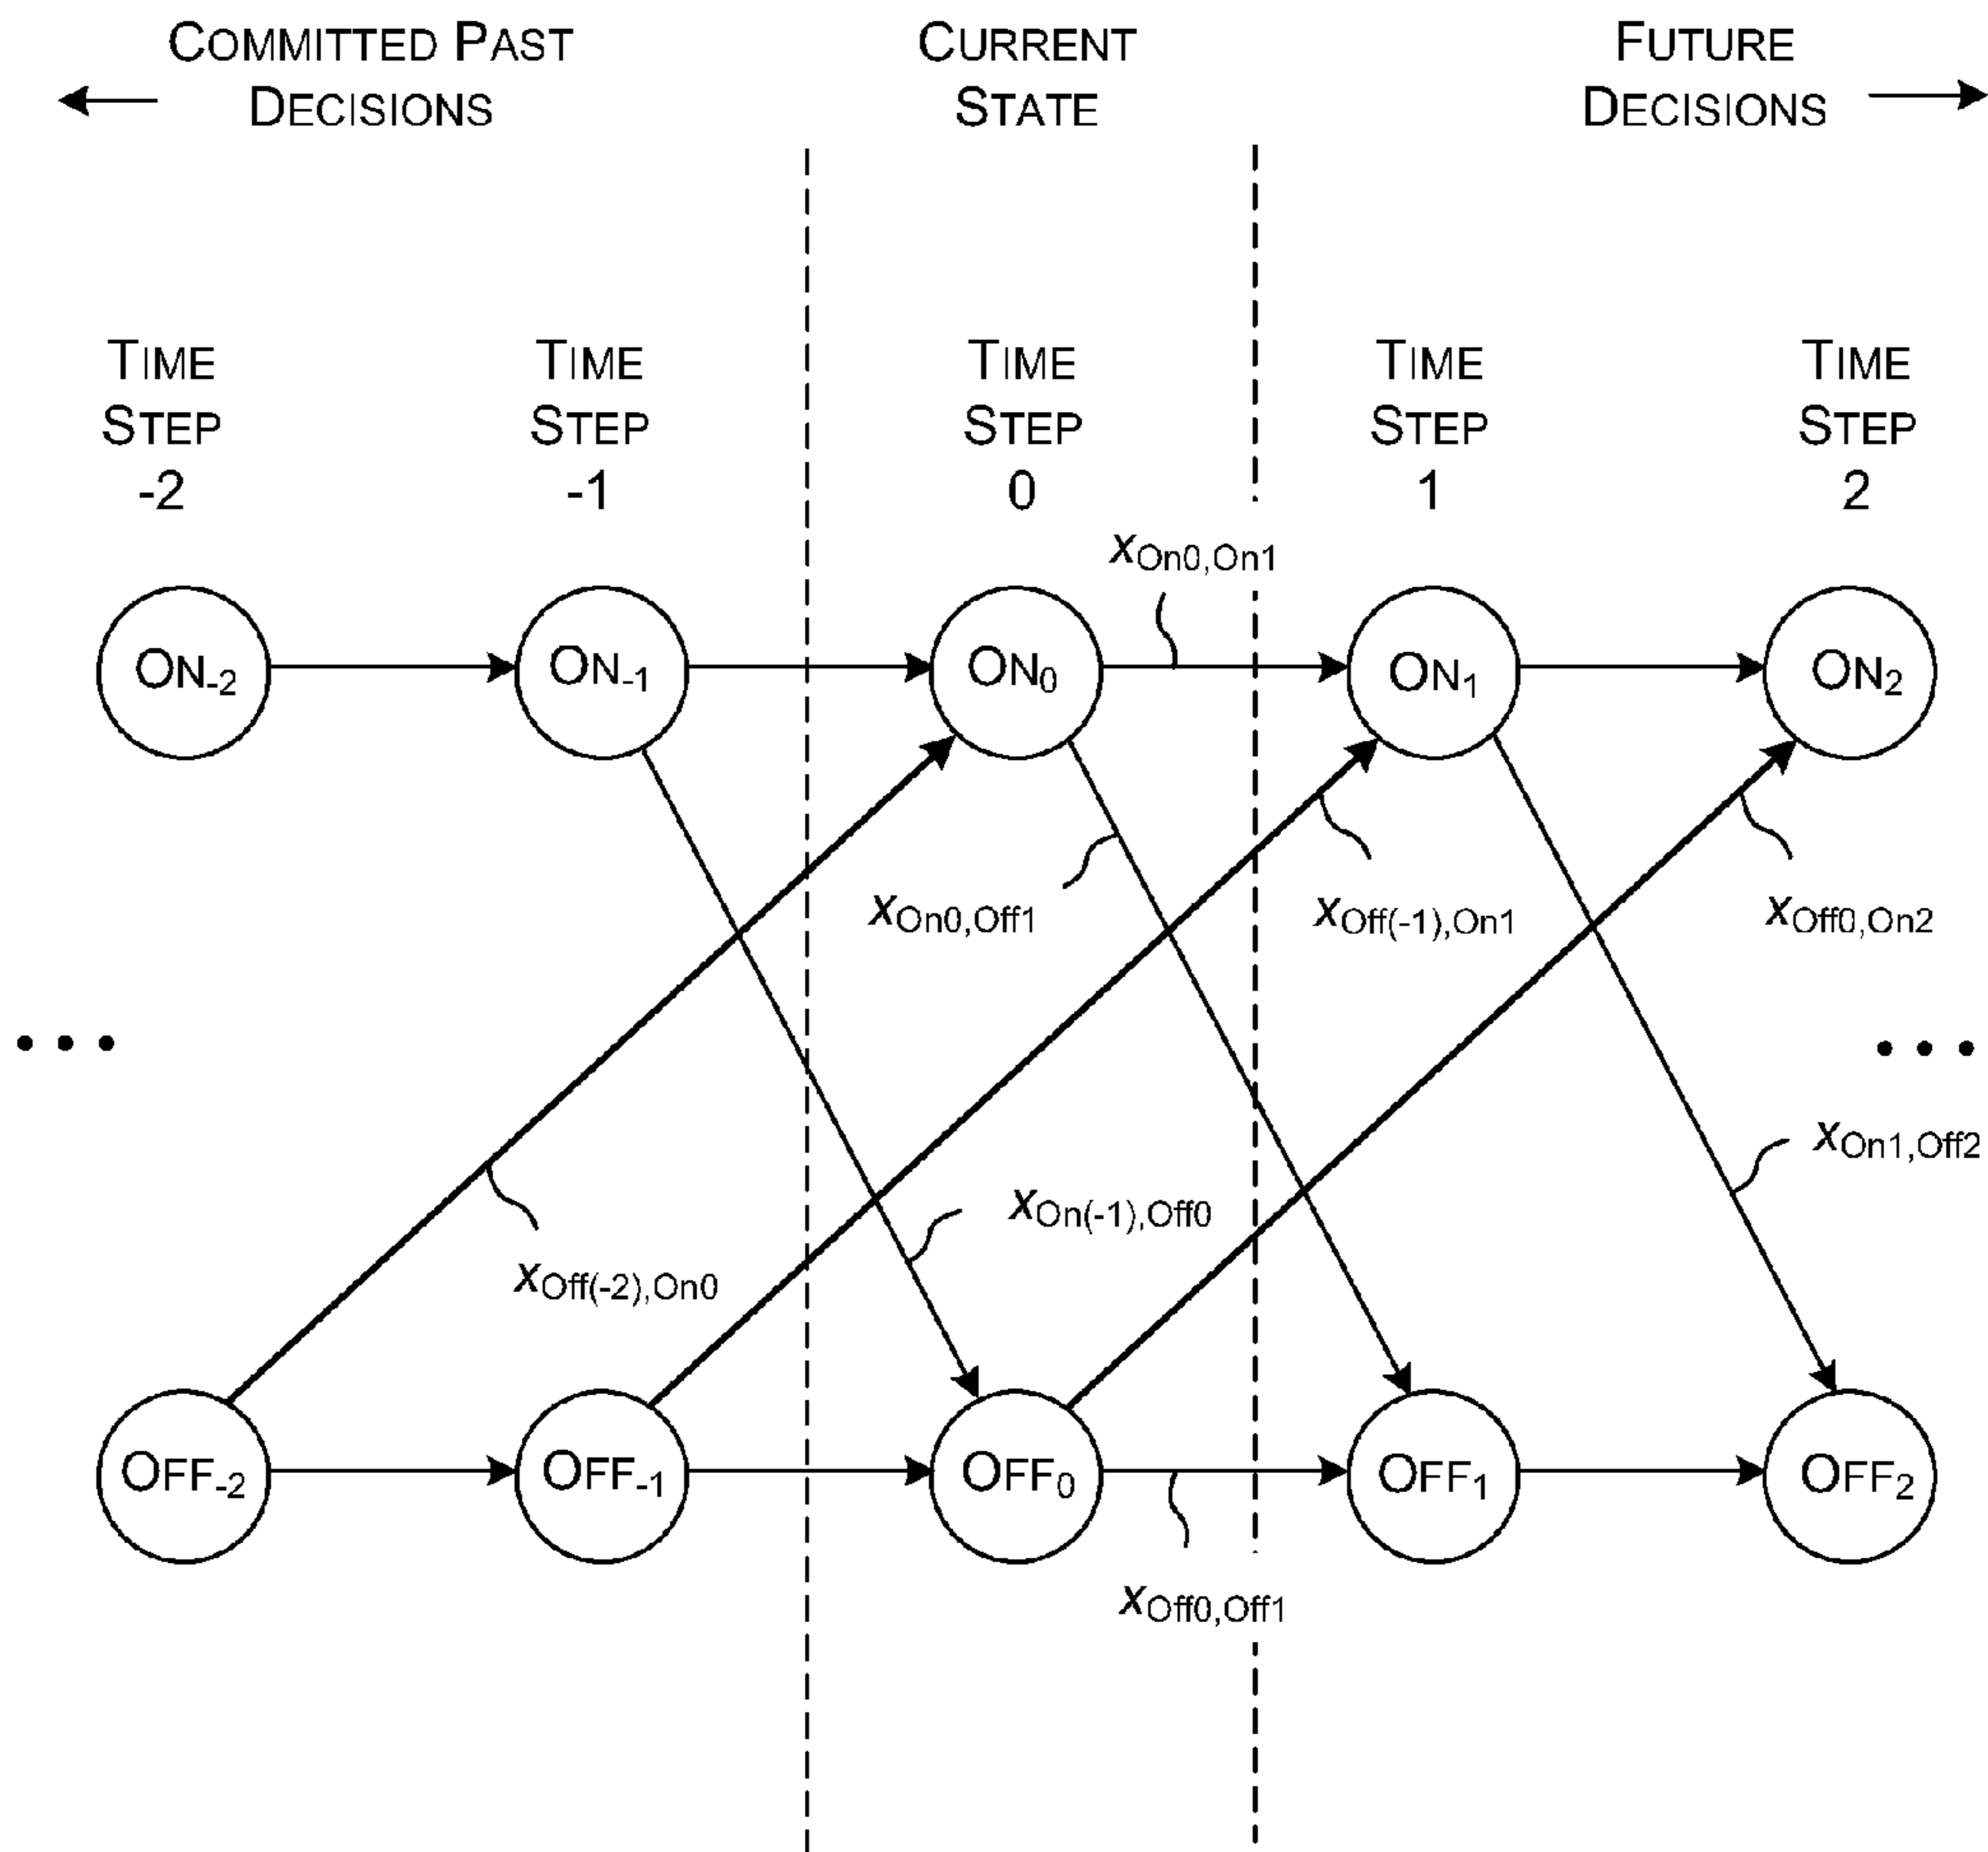 COMMITTED PAST
DECISIONS
CURRENT
STATE
FUTURE
DECISIONS
TIME
STEP
-2
TIME
STEP
-1
TIME
STEP
0
TIME
STEP
1
TIME
STEP
2
xOn0,On1
ON-2
ON-1
ON0
ON1
ON2
xOn0,Off1
xOff(-1),On1
xOff0,On2
• • •
• • •
xOn1,Off2
xOn(-1),Off0
xOff(-2),On0
OFF-2
OFF-1
OFF0
OFF1
OFF2
xOff0,Off1